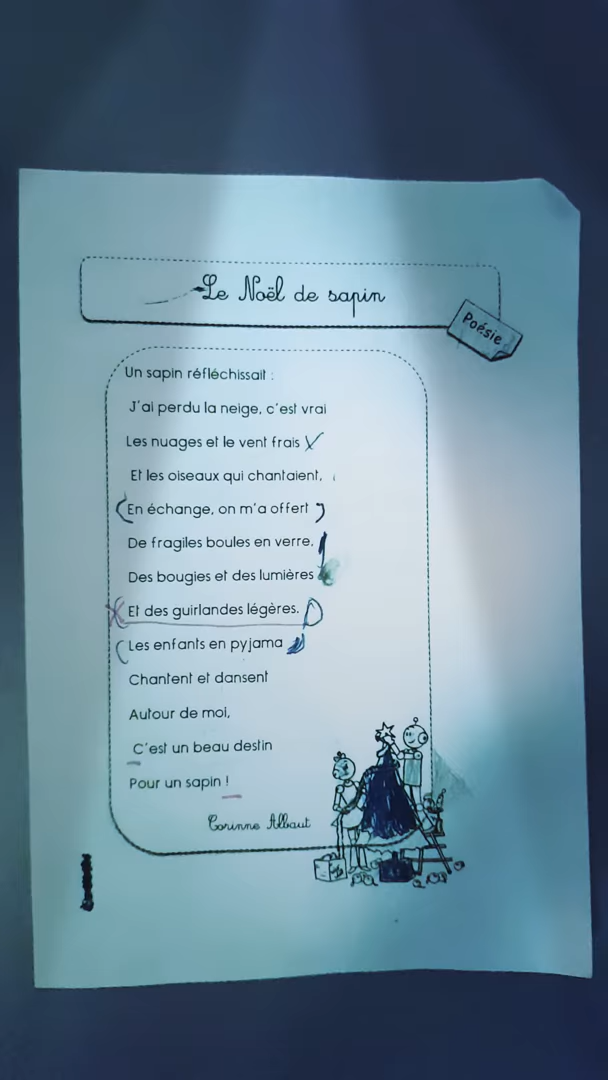 Le Noël de sapin
Poésie
Un sapin réfléchissait :
J'ai perdu la neige, c'est vrai
Les nuages et le vent frais
Et les oiseaux qui chantaient,
En échange, on m'a offert
De fragiles boules en verre,
Des bougies et des lumières
Et des guirlandes légères.
Les enfants en pyjama
Chantent et dansent
Autour de moi,
C'est un beau destin
Pour un sapin !
Corinne Albaut